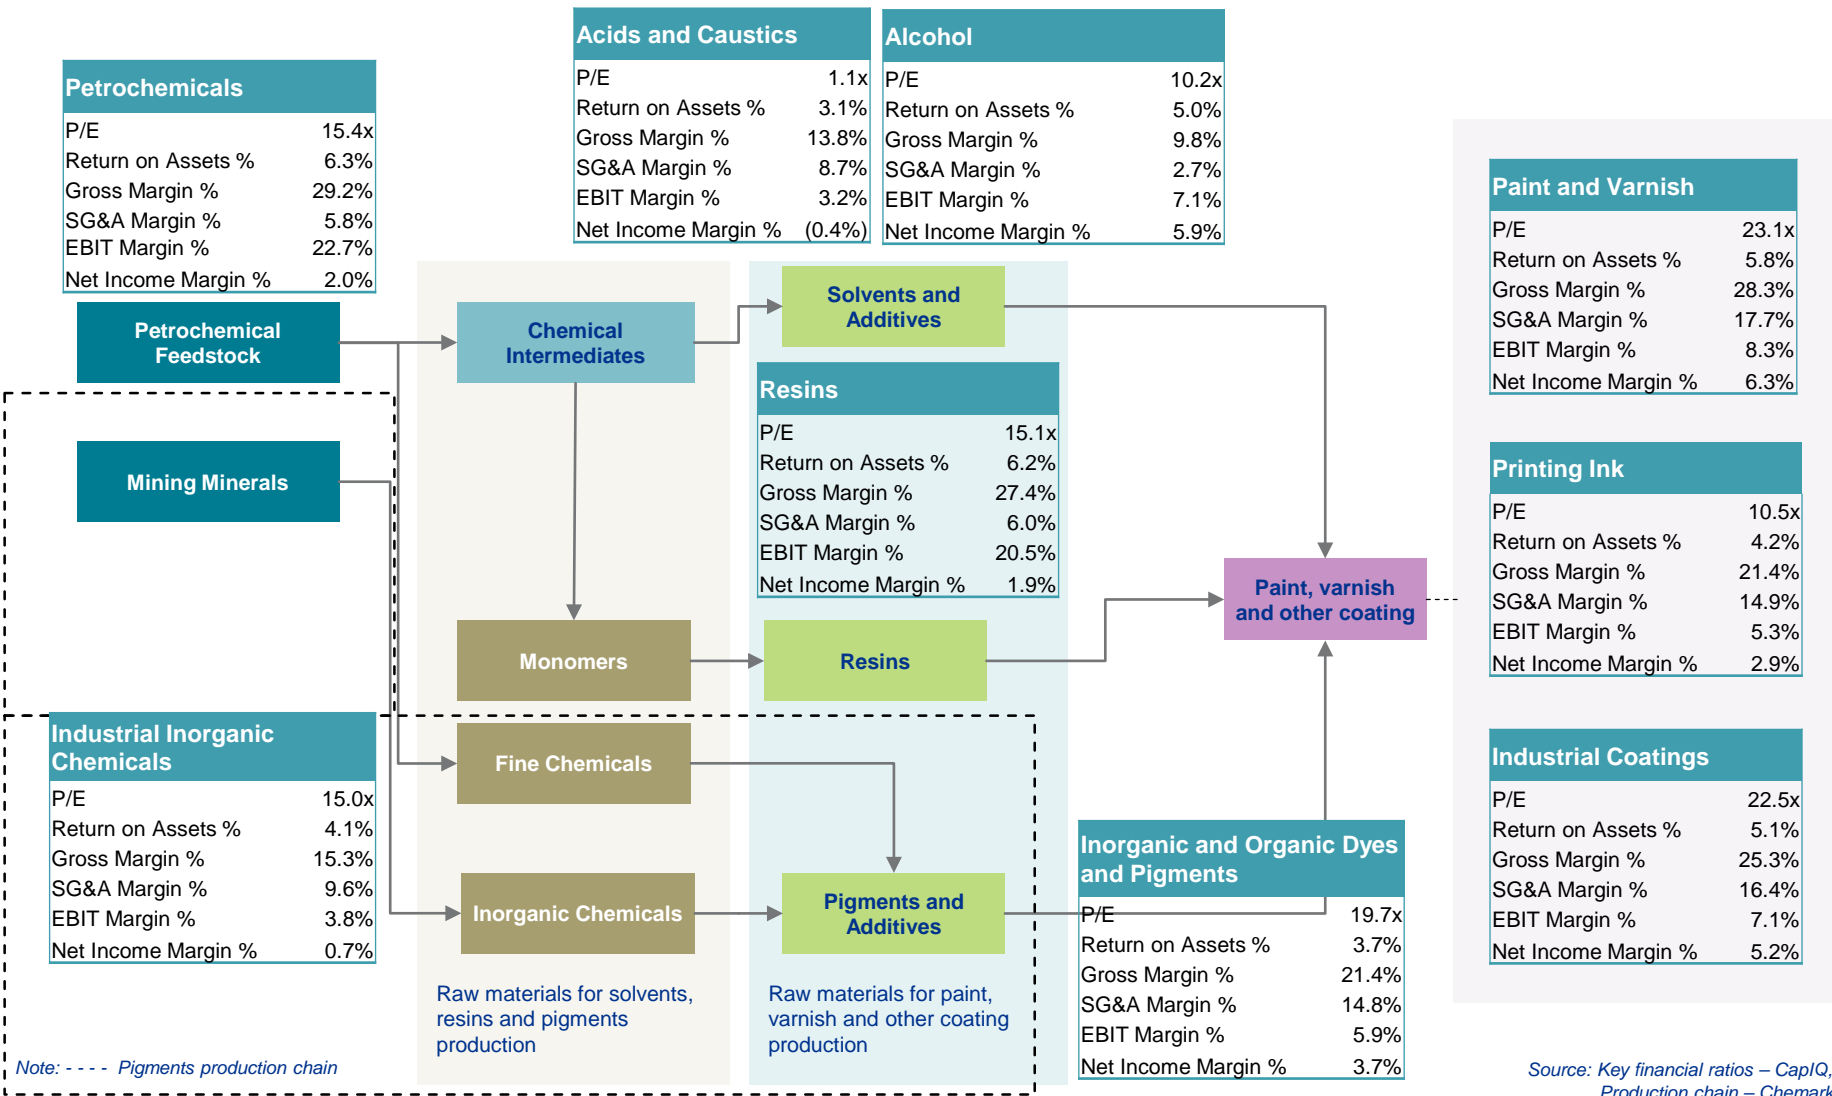 Acids and Caustics
P/E 1.1x
Return on Assets % 3.1%
Gross Margin % 13.8%
SG&A Margin % 8.7%
EBIT Margin % 3.2%
Net Income Margin % (0.4%)
Alcohol
P/E 10.2x
Return on Assets % 5.0%
Gross Margin % 9.8%
SG&A Margin % 2.7%
EBIT Margin % 7.1%
Net Income Margin % 5.9%
Petrochemicals
P/E 15.4x
Return on Assets % 6.3%
Gross Margin % 29.2%
SG&A Margin % 5.8%
EBIT Margin % 22.7%
Net Income Margin % 2.0%
Petrochemical
Feedstock
Chemical
Intermediates
Solvents and
Additives
Mining Minerals
Resins
P/E 15.1x
Return on Assets % 6.2%
Gross Margin % 27.4%
SG&A Margin % 6.0%
EBIT Margin % 20.5%
Net Income Margin % 1.9%
Monomers
Resins
Paint, varnish
and other coating
Paint and Varnish
P/E 23.1x
Return on Assets % 5.8%
Gross Margin % 28.3%
SG&A Margin % 17.7%
EBIT Margin % 8.3%
Net Income Margin % 6.3%
Printing Ink
P/E 10.5x
Return on Assets % 4.2%
Gross Margin % 21.4%
SG&A Margin % 14.9%
EBIT Margin % 5.3%
Net Income Margin % 2.9%
Industrial Coatings
P/E 22.5x
Return on Assets % 5.1%
Gross Margin % 25.3%
SG&A Margin % 16.4%
EBIT Margin % 7.1%
Net Income Margin % 5.2%
Industrial Inorganic
Chemicals
P/E 15.0x
Return on Assets % 4.1%
Gross Margin % 15.3%
SG&A Margin % 9.6%
EBIT Margin % 3.8%
Net Income Margin % 0.7%
Fine Chemicals
Inorganic Chemicals
Pigments and
Additives
Inorganic and Organic Dyes
and Pigments
P/E 19.7x
Return on Assets % 3.7%
Gross Margin % 21.4%
SG&A Margin % 14.8%
EBIT Margin % 5.9%
Net Income Margin % 3.7%
Raw materials for solvents,
resins and pigments
production
Raw materials for paint,
varnish and other coating
production
Note: - - - - Pigments production chain
Source: Key financial ratios – CapIQ,
Production chain – Chemark